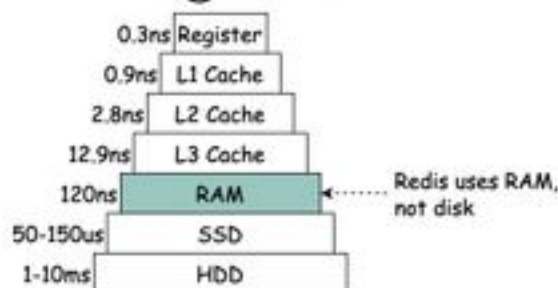 0.3ns Register
0.9ns L1 Cache
2.8ns L2 Cache
12.9ns L3 Cache
120ns RAM
Redis uses RAM,
not disk
50-150us SSD
1-10ms HDD